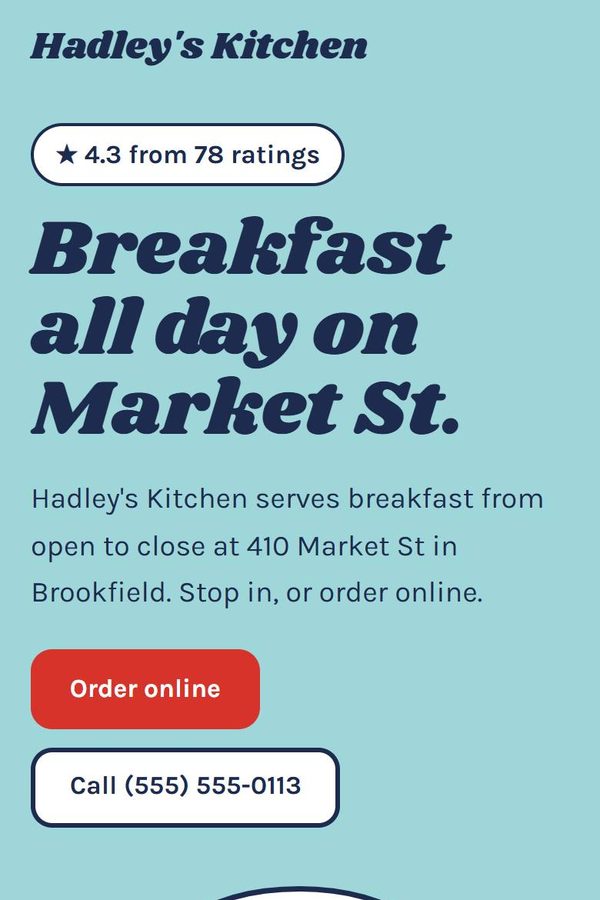 Hadley's Kitchen
★ 4.3 from 78 ratings
Breakfast
all day on
Market St.
Hadley's Kitchen serves breakfast from
open to close at 410 Market St in
Brookfield. Stop in, or order online.
Order online
Call (555) 555-0113